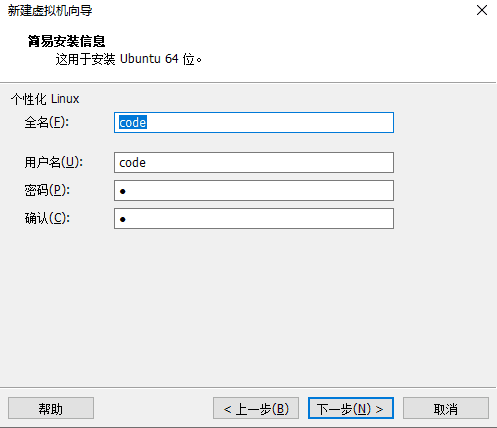 新建虚拟机向导
简易安装信息
这用于安装 Ubuntu 64 位。
个性化 Linux
全名(F): code
用户名(U): code
密码(P): ●
确认(C): ●
帮助 < 上一步(B) 下一步(N) > 取消